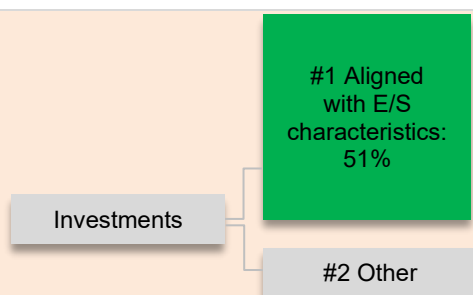 #1 Aligned
with E/S
characteristics:
51%
Investments
#2 Other